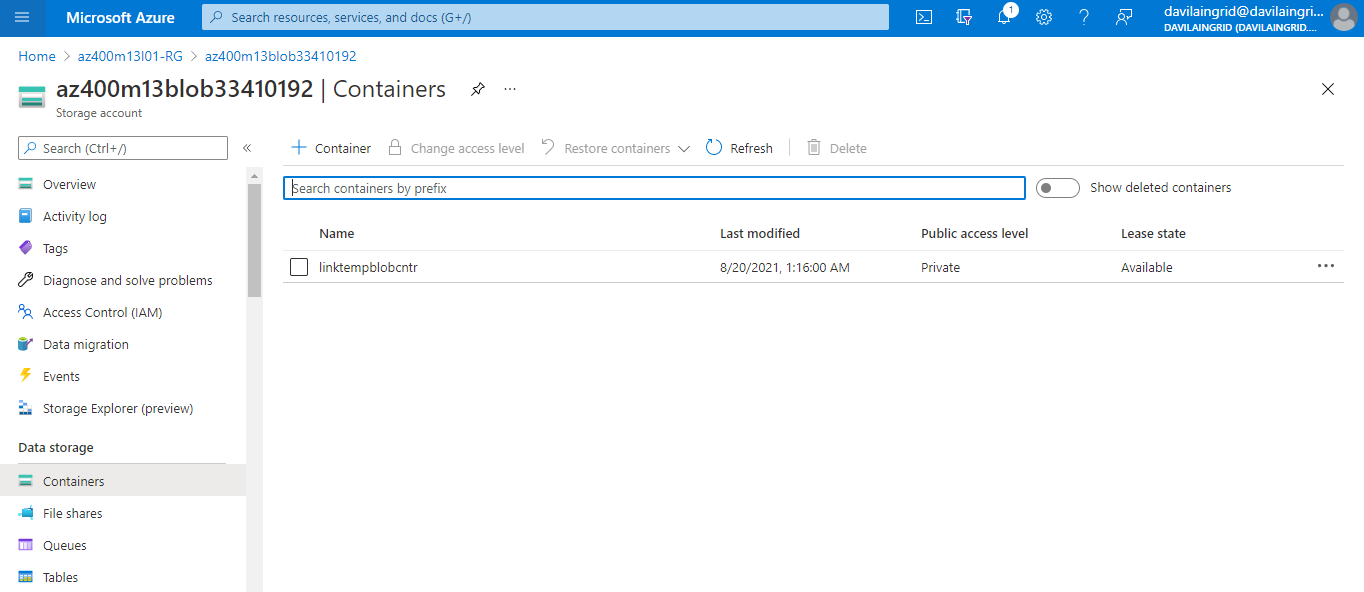 Microsoft Azure
Search resources, services, and docs (G+/)
1
davilaingrid@davilaingri...
DAVILAINGRID (DAVILAINGRID....
Home > az400m13l01-RG > az400m13blob33410192
az400m13blob33410192 | Containers
Storage account
Search (Ctrl+/)
Container
Change access level
Restore containers
Refresh
Delete
Search containers by prefix
Show deleted containers
Overview
Activity log
Tags
Diagnose and solve problems
Access Control (IAM)
Data migration
Events
Storage Explorer (preview)
Data storage
Containers
File shares
Queues
Tables
Name Last modified Public access level Lease state
linktempblobcntr 8/20/2021, 1:16:00 AM Private Available